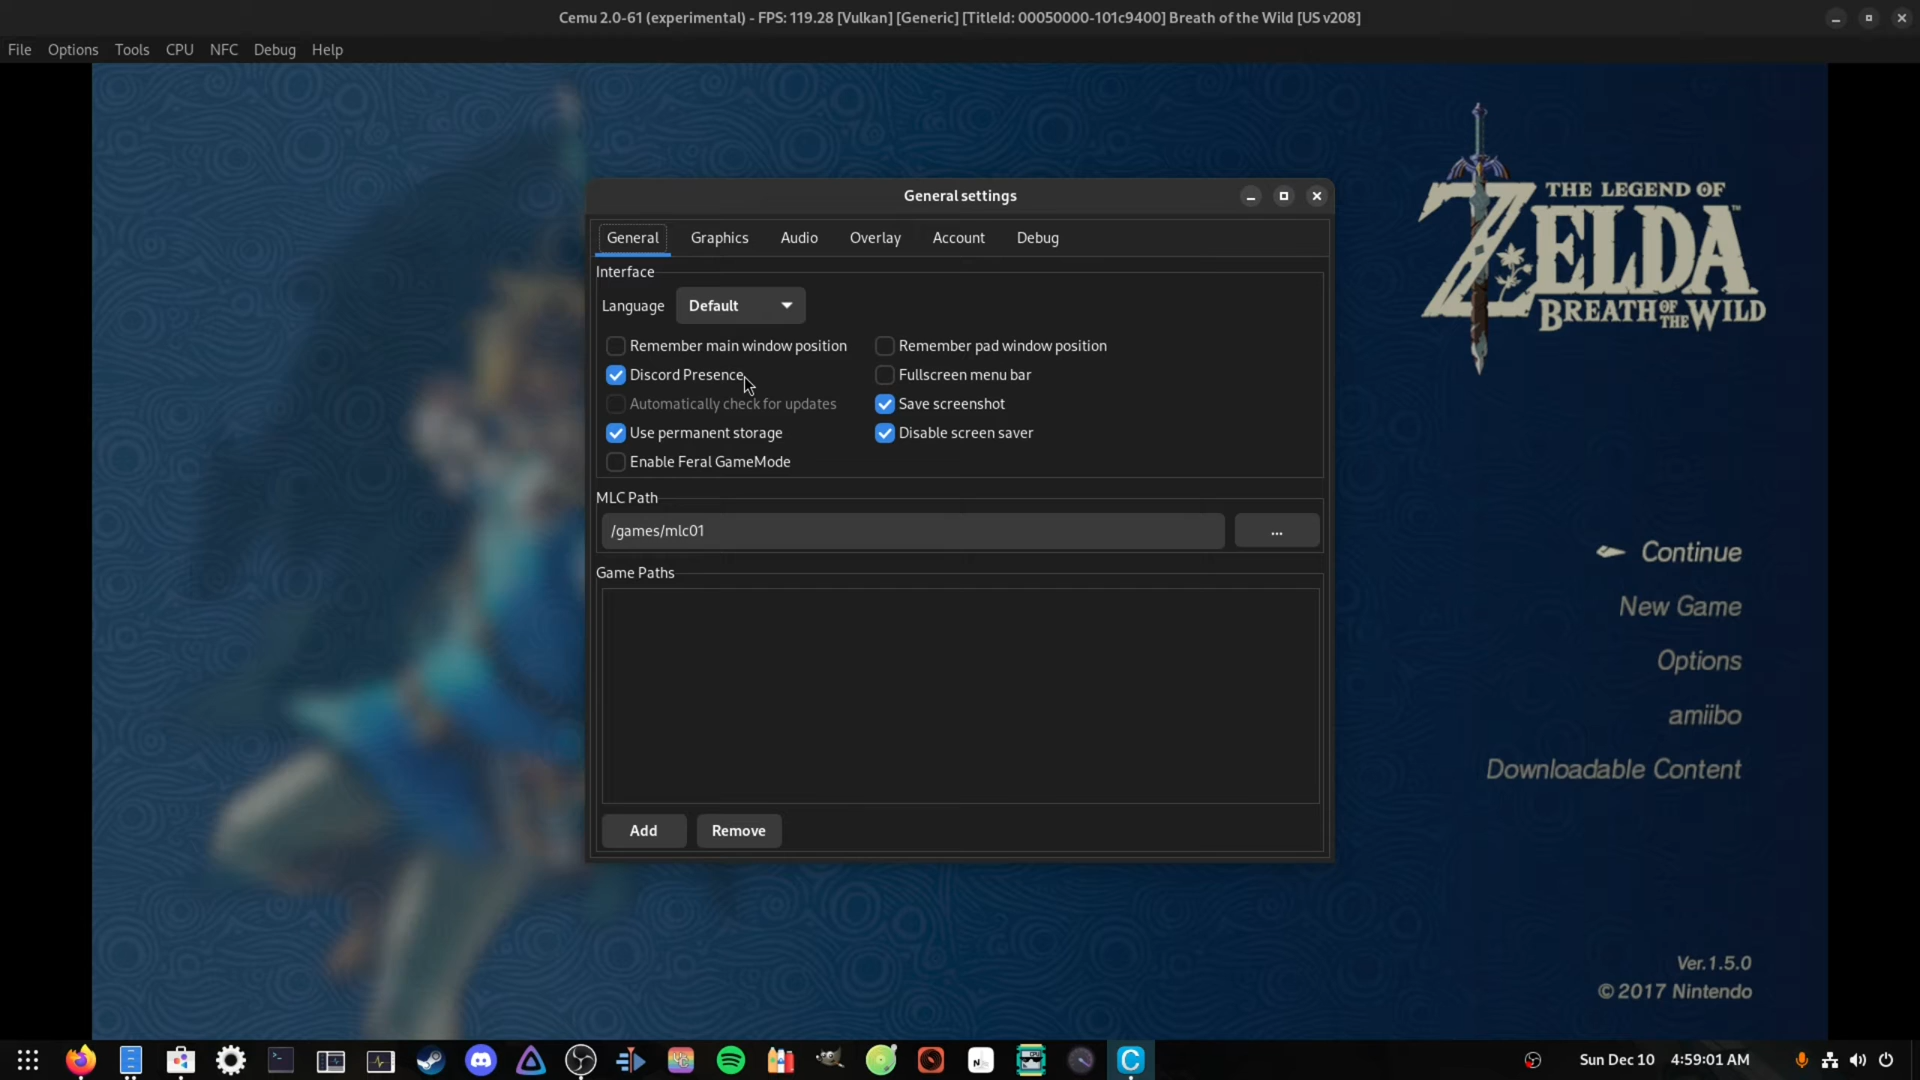 Cemu 2.0-61 (experimental) - FPS: 119.28 [Vulkan] [Generic] [TitleId: 00050000-101c9400] Breath of the Wild [US v208]
File Options Tools CPU NFC Debug Help
General settings
General Graphics Audio Overlay Account Debug
Interface
Language Default
Remember main window position Remember pad window position
Discord Presence Fullscreen menu bar
Automatically check for updates Save screenshot
Use permanent storage Disable screen saver
Enable Feral GameMode
MLC Path
/games/mlc01 ...
Game Paths
Add Remove
THE LEGEND OF
ZELDA™
BREATH OF THE WILD
Continue
New Game
Options
amiibo
Downloadable Content
Ver.1.5.0
© 2017 Nintendo
Sun Dec 10 4:59:01 AM